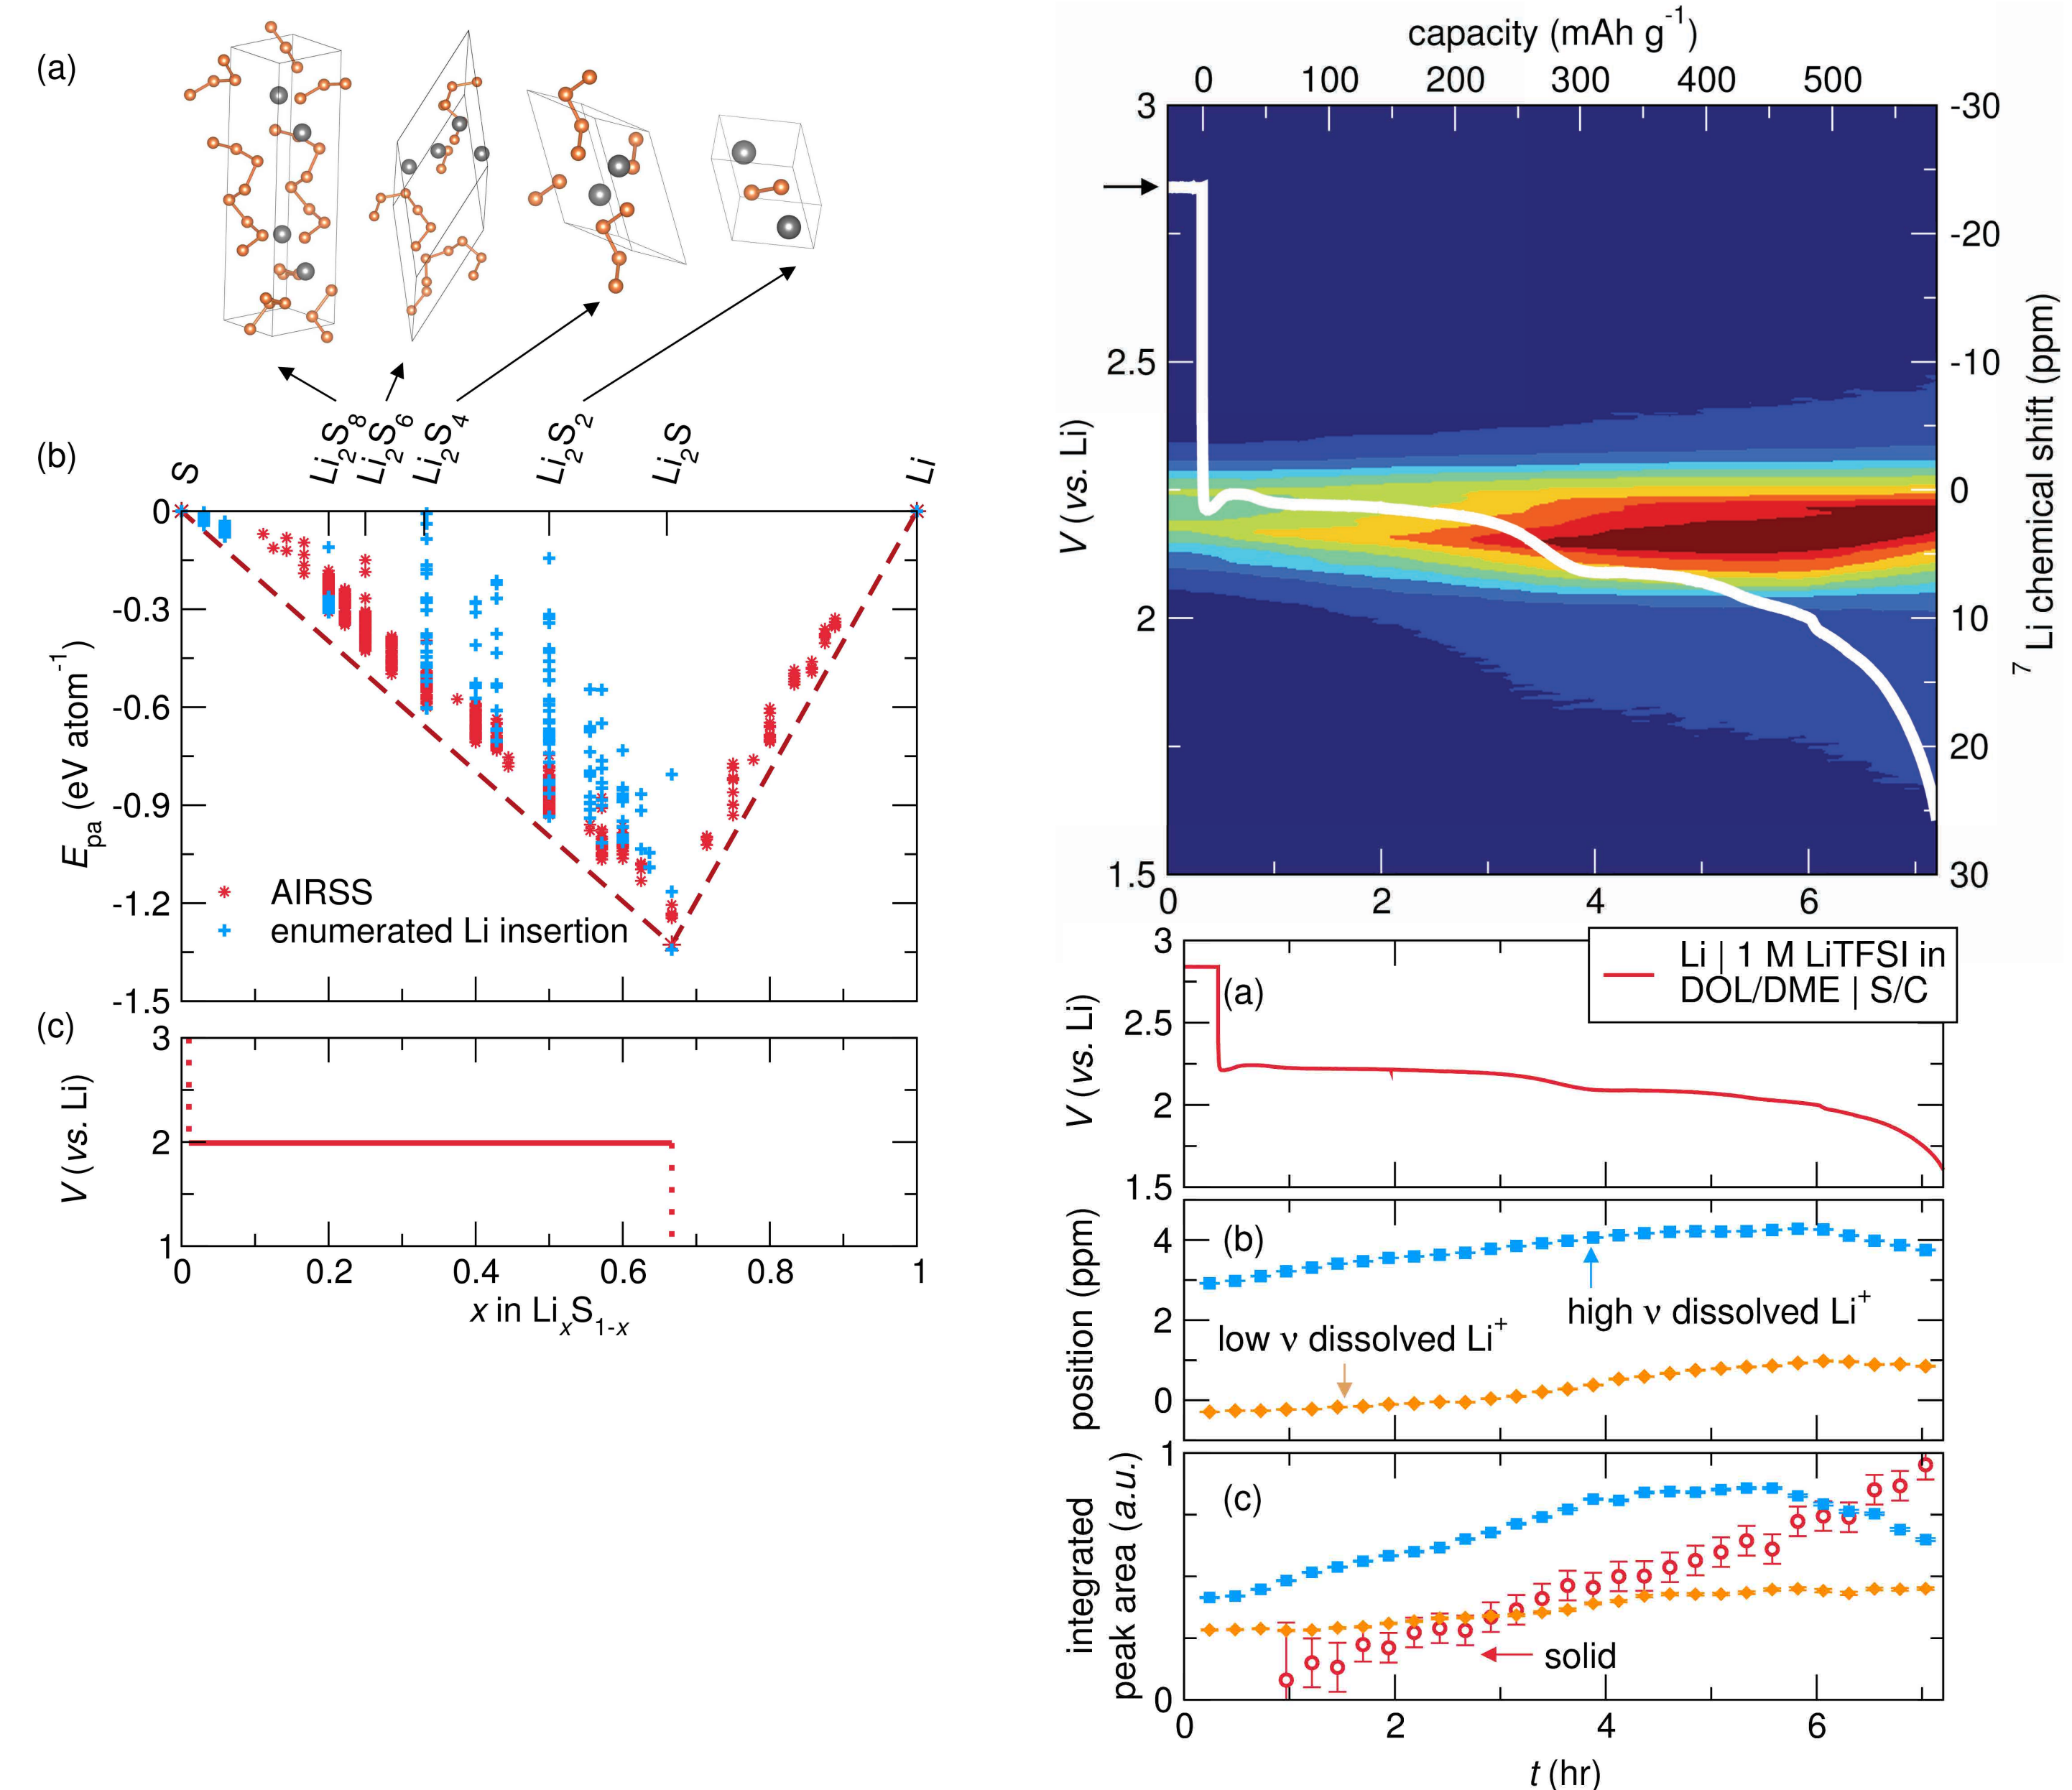 (a)
(b)
S
Li2S8
Li2S6
Li2S4
Li2S2
Li2S
Li
0
-0.3
-0.6
-0.9
-1.2
-1.5
Epa (eV atom-1)
AIRSS
enumerated Li insertion
(c)
3
2
1
V (vs. Li)
0 0.2 0.4 0.6 0.8 1
x in LixS1-x
capacity (mAh g-1)
0 100 200 300 400 500
3
2.5
2
1.5
V (vs. Li)
-30
-20
-10
0
10
20
30
7Li chemical shift (ppm)
0 2 4 6
3
2.5
2
1.5
V (vs. Li)
(a)
Li | 1 M LiTFSI in
DOL/DME | S/C
4
2
0
position (ppm)
(b)
high ν dissolved Li+
low ν dissolved Li+
1
0
integrated
peak area (a.u.)
(c)
solid
0 2 4 6
t (hr)